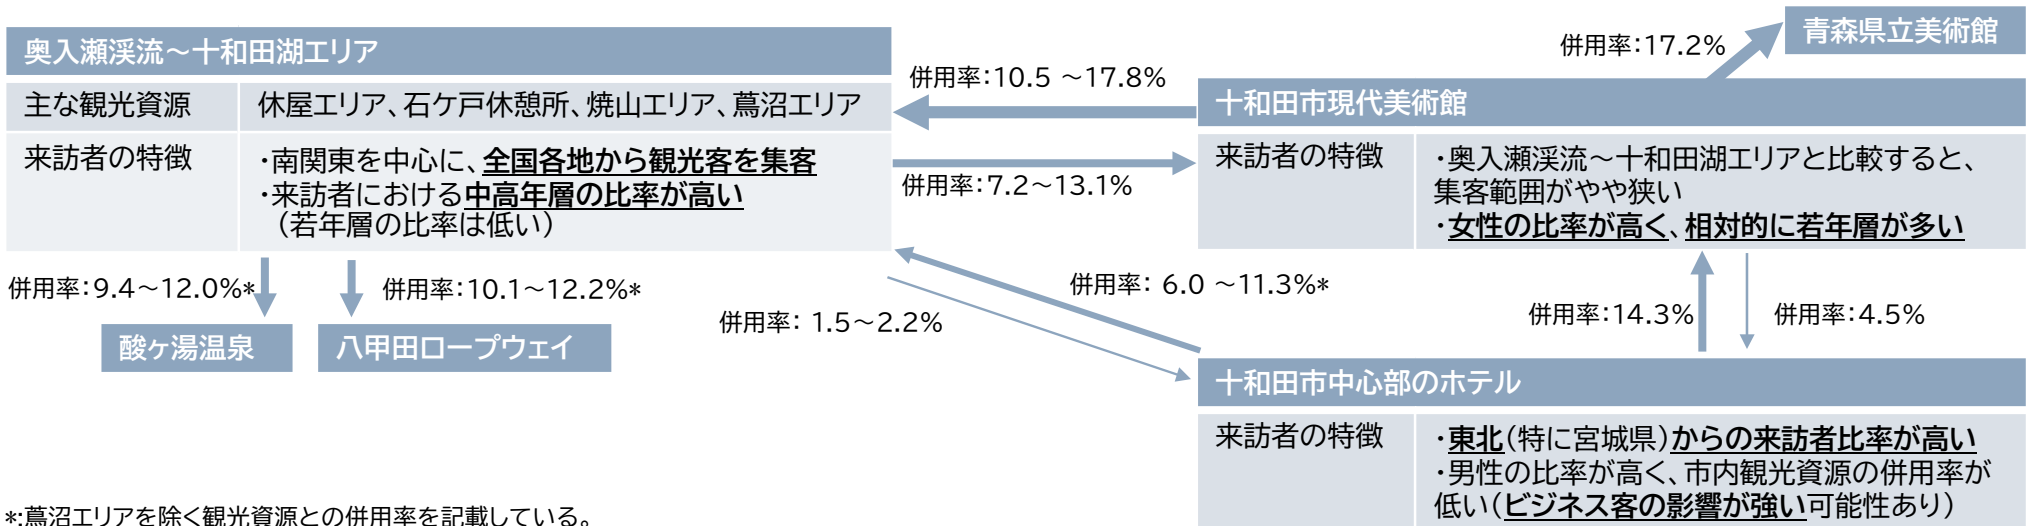 奥入瀬渓流～十和田湖エリア
主な観光資源
休屋エリア、石ケ戸休憩所、焼山エリア、蔦沼エリア
来訪者の特徴
・南関東を中心に、全国各地から観光客を集客
・来訪者における中高年層の比率が高い
（若年層の比率は低い）
併用率：10.5 ～17.8%
併用率：7.2～13.1%
併用率：17.2%
青森県立美術館
十和田市現代美術館
来訪者の特徴
・奥入瀬渓流～十和田湖エリアと比較すると、
集客範囲がやや狭い
・女性の比率が高く、相対的に若年層が多い
併用率：9.4～12.0%*
併用率：10.1～12.2%*
酸ヶ湯温泉
八甲田ロープウェイ
併用率： 6.0 ～11.3%*
併用率： 1.5～2.2%
併用率：14.3%
併用率：4.5%
十和田市中心部のホテル
来訪者の特徴
・東北（特に宮城県）からの来訪者比率が高い
・男性の比率が高く、市内観光資源の併用率が
低い（ビジネス客の影響が強い可能性あり）
*:蔦沼エリアを除く観光資源との併用率を記載している。